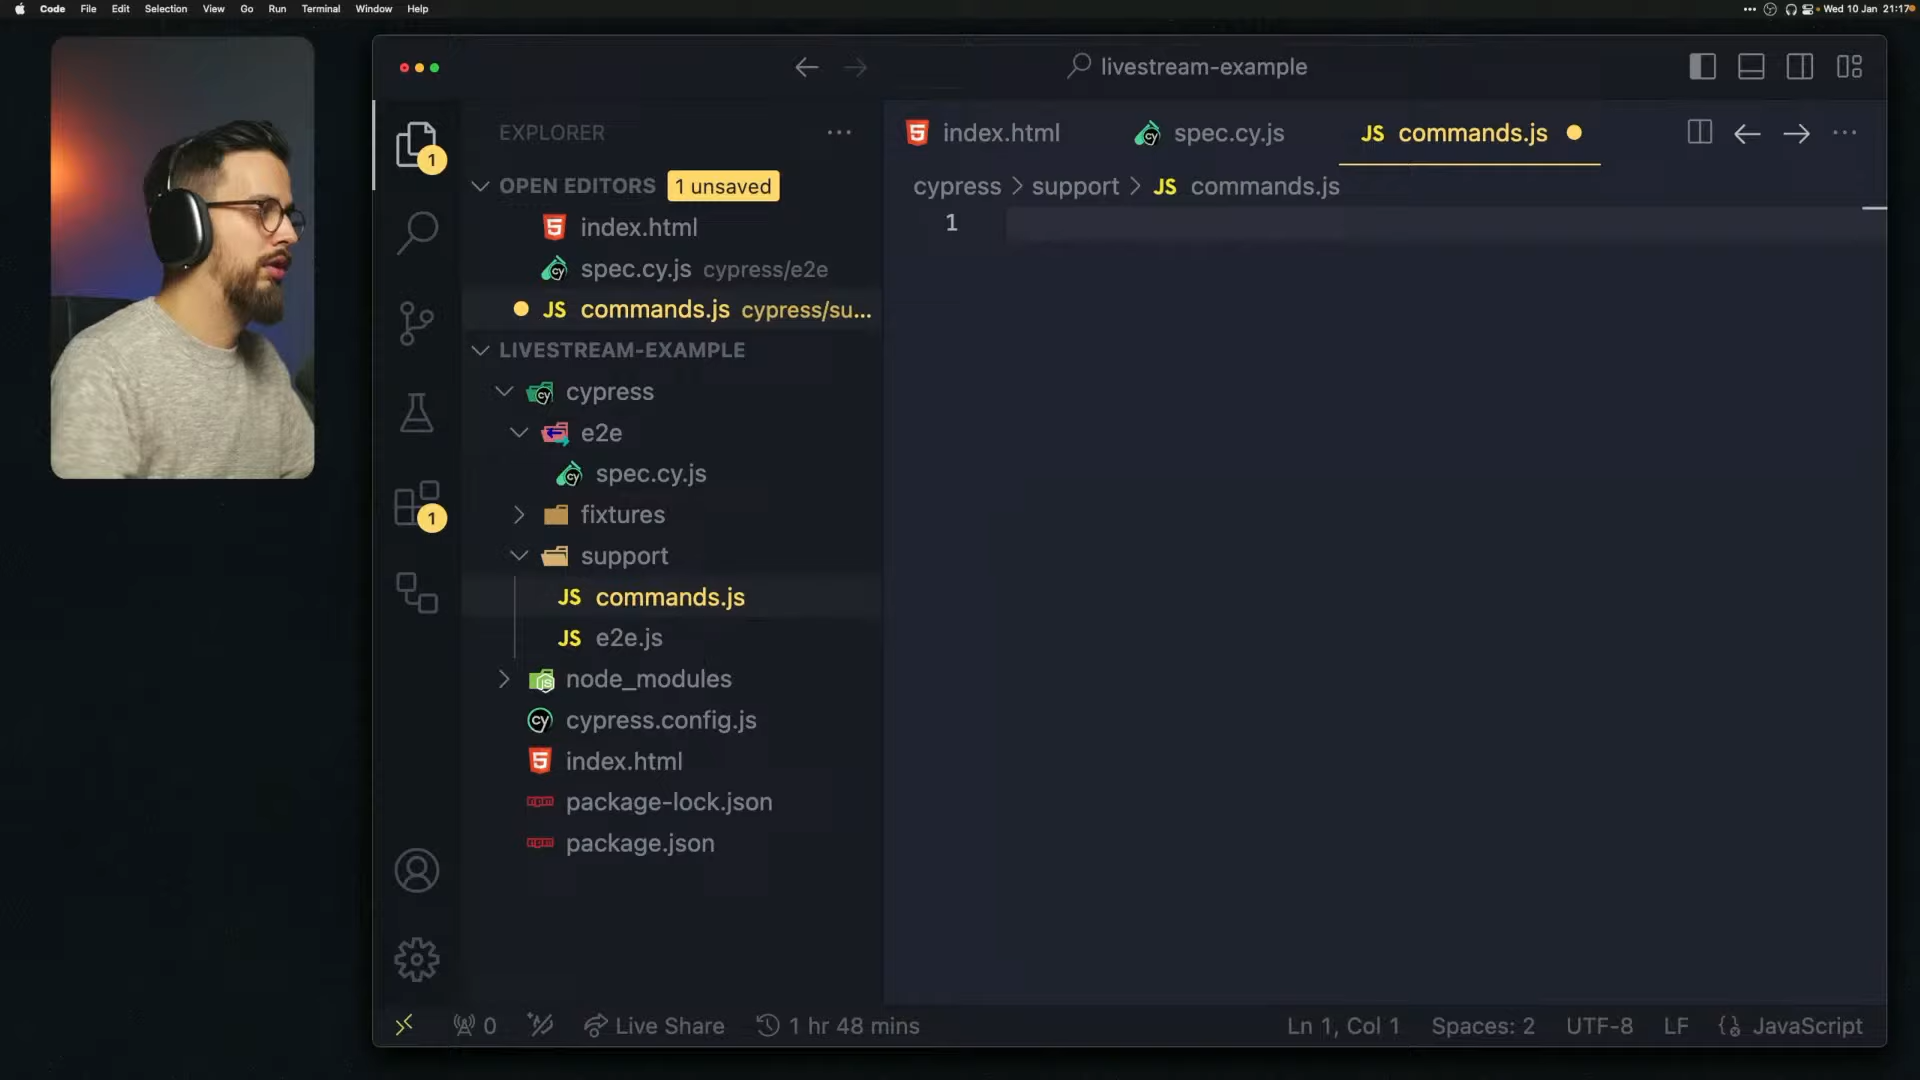 Code File Edit Selection View Go Run Terminal Window Help
Wed 10 Jan 21:17
livestream-example
EXPLORER
OPEN EDITORS 1 unsaved
index.html
spec.cy.js cypress/e2e
JS commands.js cypress/su...
LIVESTREAM-EXAMPLE
cypress
e2e
spec.cy.js
fixtures
support
JS commands.js
JS e2e.js
node_modules
cypress.config.js
index.html
package-lock.json
package.json
1
1
index.html spec.cy.js JS commands.js
cypress > support > JS commands.js
1
0 Live Share 1 hr 48 mins
Ln 1, Col 1 Spaces: 2 UTF-8 LF JavaScript